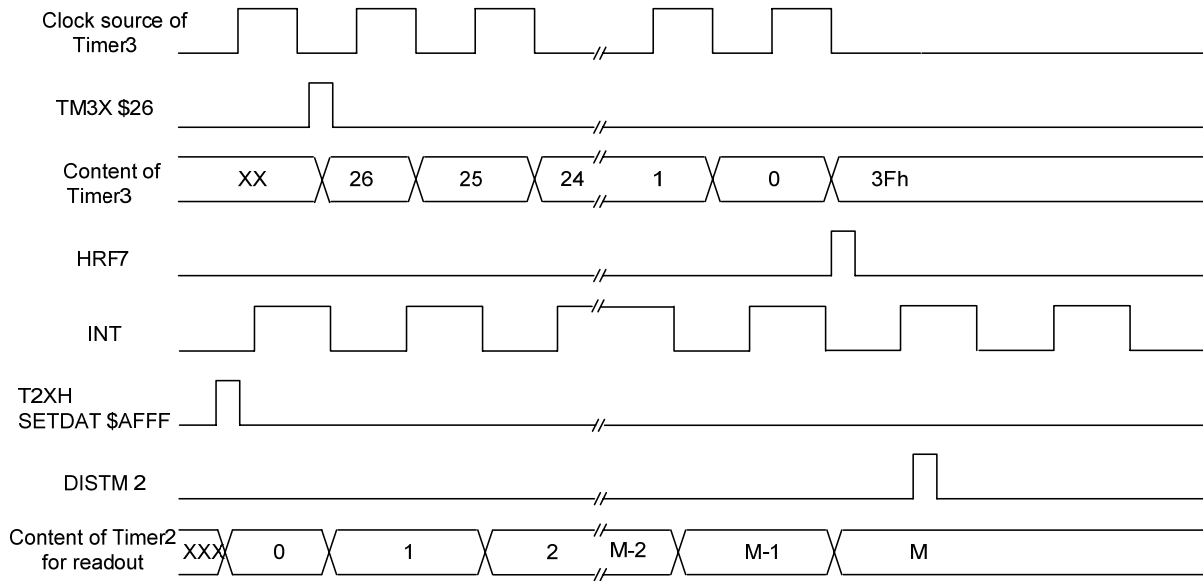 Clock source of
Timer3
TM3X $26
Content of
Timer3
XX 26 25 24 1 0 3Fh
HRF7
INT
T2XH
SETDAT $AFFF
DISTM 2
Content of Timer2
for readout
XXX 0 1 2 M-2 M-1 M